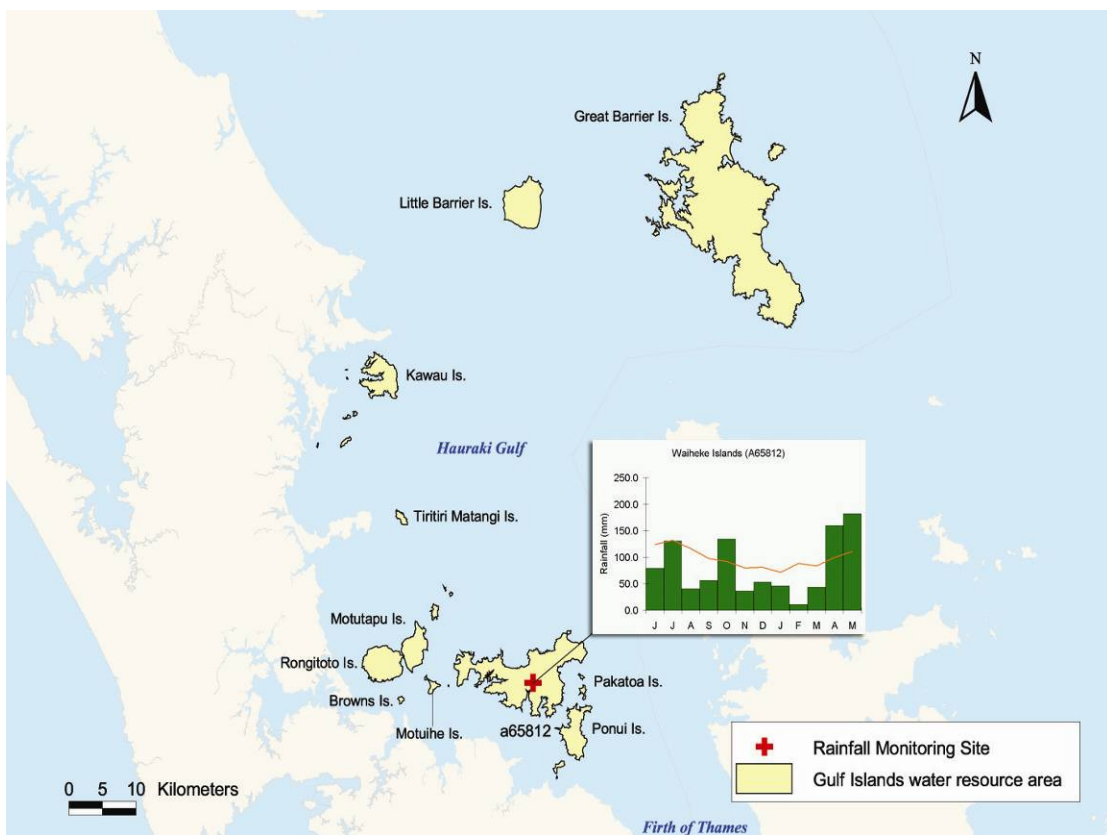 N
Great Barrier Is.
Little Barrier Is.
Kawau Is.
Hauraki Gulf
Waiheke Islands (A65812)
250.0
200.0
150.0
100.0
50.0
0.0
Rainfall (mm)
J J A S O N D J F M A M
Tiritiri Matangi Is.
Motutapu Is.
Rongitoto Is.
Browns Is.
Motuihe Is.
a65812
Pakatoa Is.
Ponui Is.
Rainfall Monitoring Site
Gulf Islands water resource area
0 5 10 Kilometers
Firth of Thames